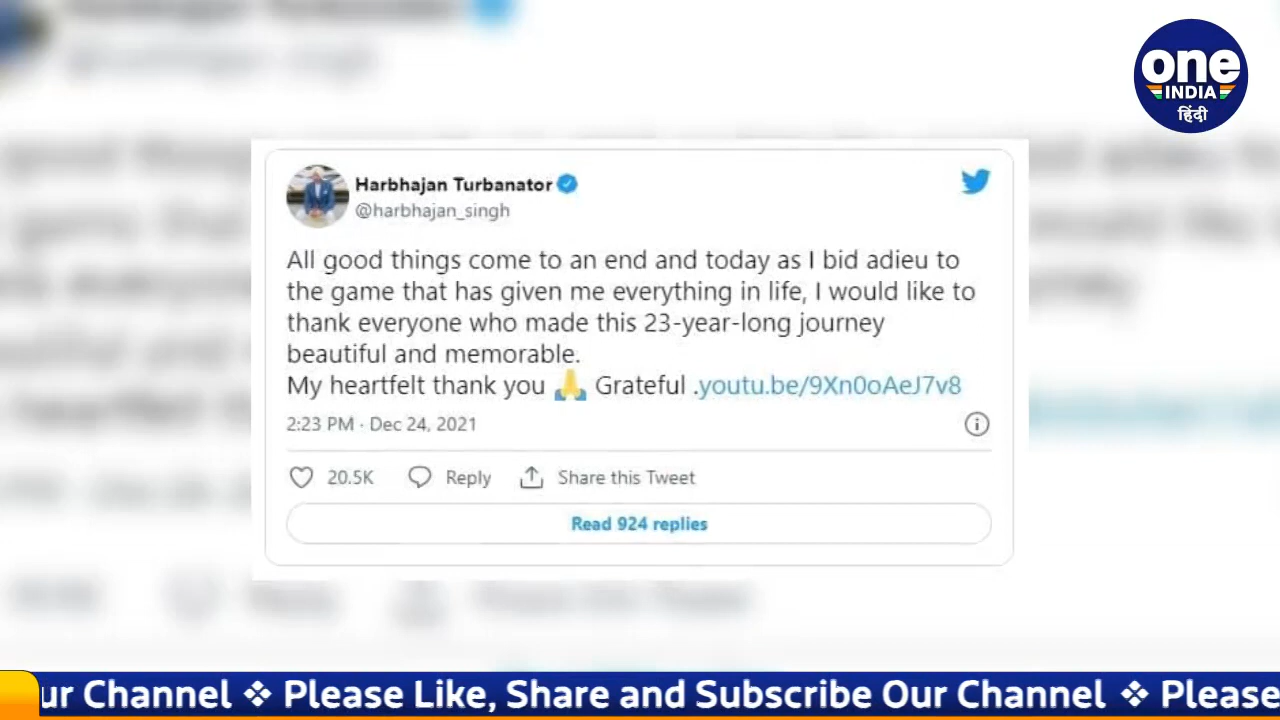 one
INDIA
हिंदी
Harbhajan Turbanator
@harbhajan_singh
All good things come to an end and today as I bid adieu to
the game that has given me everything in life, I would like to
thank everyone who made this 23-year-long journey
beautiful and memorable.
My heartfelt thank you 🙏 Grateful .youtu.be/9Xn0oAeJ7v8
2:23 PM · Dec 24, 2021
20.5K Reply Share this Tweet
Read 924 replies
ur Channel ❖ Please Like, Share and Subscribe Our Channel ❖ Please